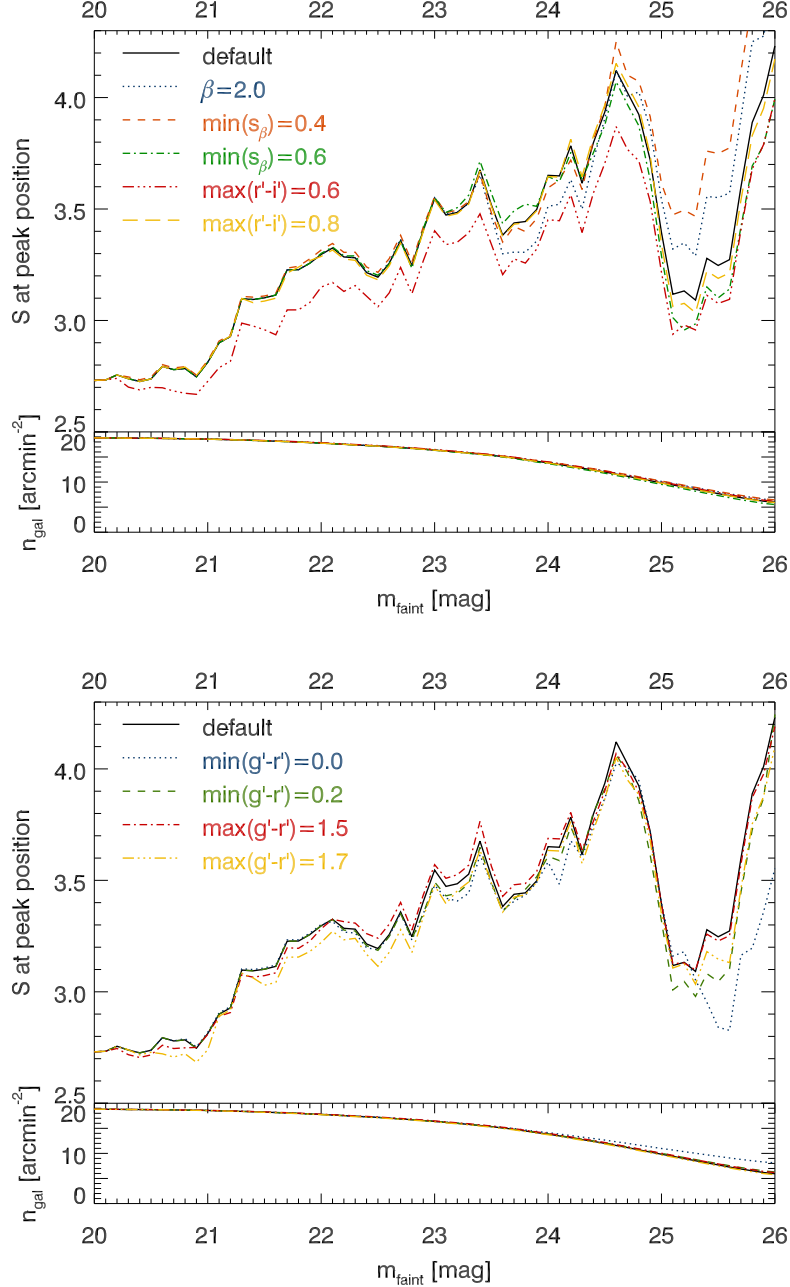 20 21 22 23 24 25 26
default
β=2.0
min(sβ)=0.4
min(sβ)=0.6
max(r'-i')=0.6
max(r'-i')=0.8
4.0
3.5
3.0
2.5
S at peak position
20
10
0
n_gal [arcmin^-2]
20 21 22 23 24 25 26
m_faint [mag]
20 21 22 23 24 25 26
default
min(g'-r')=0.0
min(g'-r')=0.2
max(g'-r')=1.5
max(g'-r')=1.7
4.0
3.5
3.0
2.5
S at peak position
20
10
0
n_gal [arcmin^-2]
20 21 22 23 24 25 26
m_faint [mag]